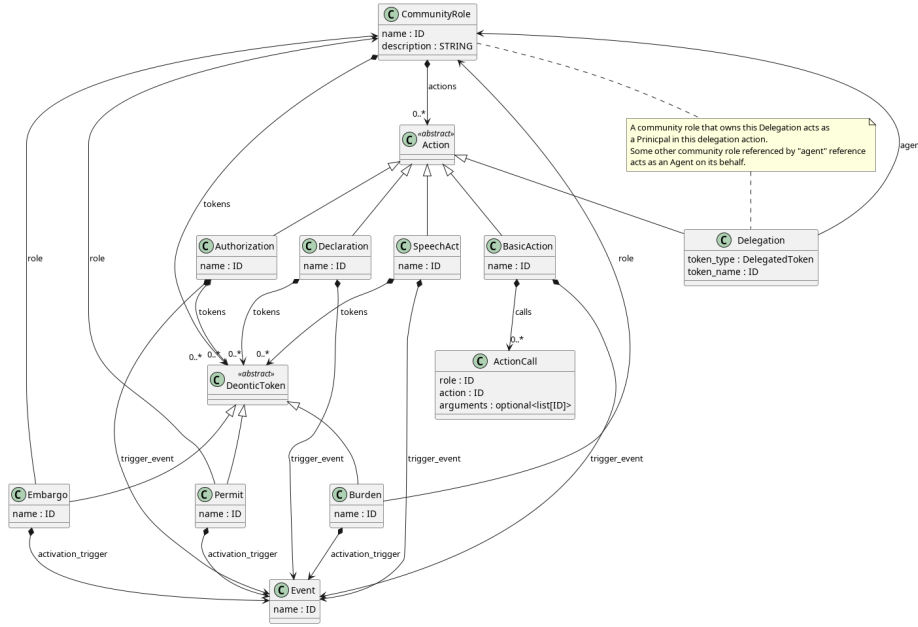 C CommunityRole
name : ID
description : STRING
actions
0..*
C «abstract»
Action
A community role that owns this Delegation acts as
a Prinicpal in this delegation action.
Some other community role referenced by "agent" reference
acts as an Agent on its behalf.
agen
tokens
C Authorization
name : ID
C Declaration
name : ID
C SpeechAct
name : ID
C BasicAction
name : ID
C Delegation
token_type : DelegatedToken
token_name : ID
role
role
role
tokens
tokens
tokens
calls
0..*
0..*
0..*
0..*
0..*
C «abstract»
DeonticToken
C ActionCall
role : ID
action : ID
arguments : optional<list[ID]>
trigger_event
trigger_event
trigger_event
trigger_event
C Embargo
name : ID
C Permit
name : ID
C Burden
name : ID
activation_trigger
activation_trigger
activation_trigger
C Event
name : ID